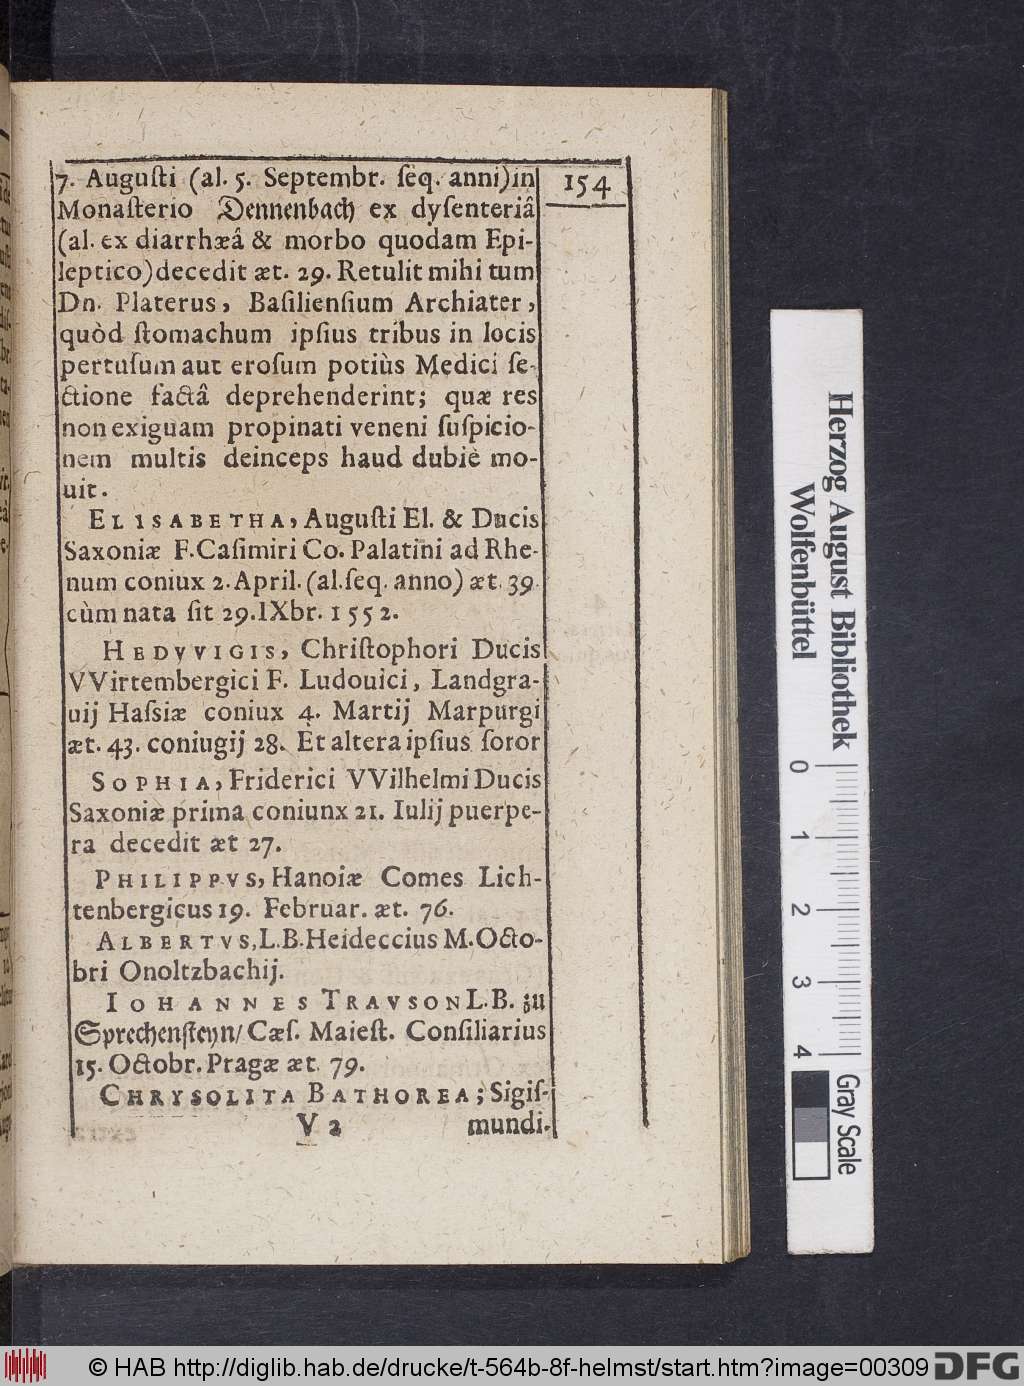 7. Auguſti (al. 5. Septembr. ſeq. anni) in
154
Monaſterio Dennenbach ex dyſenteriâ
(al. ex diarrhæâ & morbo quodam Epi-
leptico) decedit æt. 29. Retulit mihi tum
Dn. Platerus, Baſilienſium Archiater,
quòd ſtomachum ipſius tribus in locis
pertuſum aut eroſum potiùs Medici ſe-
ctione factâ deprehenderint; quæ res
non exiguam propinati veneni ſuſpicio-
nem multis deinceps haud dubiè mo-
uit.
ELISABETHA, Auguſti El. & Ducis
Saxoniæ F. Caſimiri Co. Palatini ad Rhe-
num coniux 2. April. (al. ſeq. anno) æt. 39.
cùm nata ſit 29. IXbr. 1552.
HEDVVIGIS, Chriſtophori Ducis
VVirtembergici F. Ludouici, Landgra-
uij Haſsiæ coniux 4. Martij Marpurgi
æt. 43. coniugij 28. Et altera ipſius ſoror
SOPHIA, Friderici VVilhelmi Ducis
Saxoniæ prima coniunx 21. Iulij puerpe-
ra decedit æt 27.
PHILIPPVS, Hanoiæ Comes Lich-
tenbergicus 19. Februar. æt. 76.
ALBERTVS, L. B. Heideccius M. Octo-
bri Onoltzbachij.
IOHANNES TRAVSON L. B. zu
Sprechenſteyn/ Cæſ. Maieſt. Conſiliarius
15. Octobr. Pragæ æt. 79.
CHRYSOLITA BATHOREA; Sigiſ-
V 2 mundi.
Herzog August Bibliothek
Wolfenbüttel
0 1 2 3 4
Gray Scale
© HAB http://diglib.hab.de/drucke/t-564b-8f-helmst/start.htm?image=00309 DFG